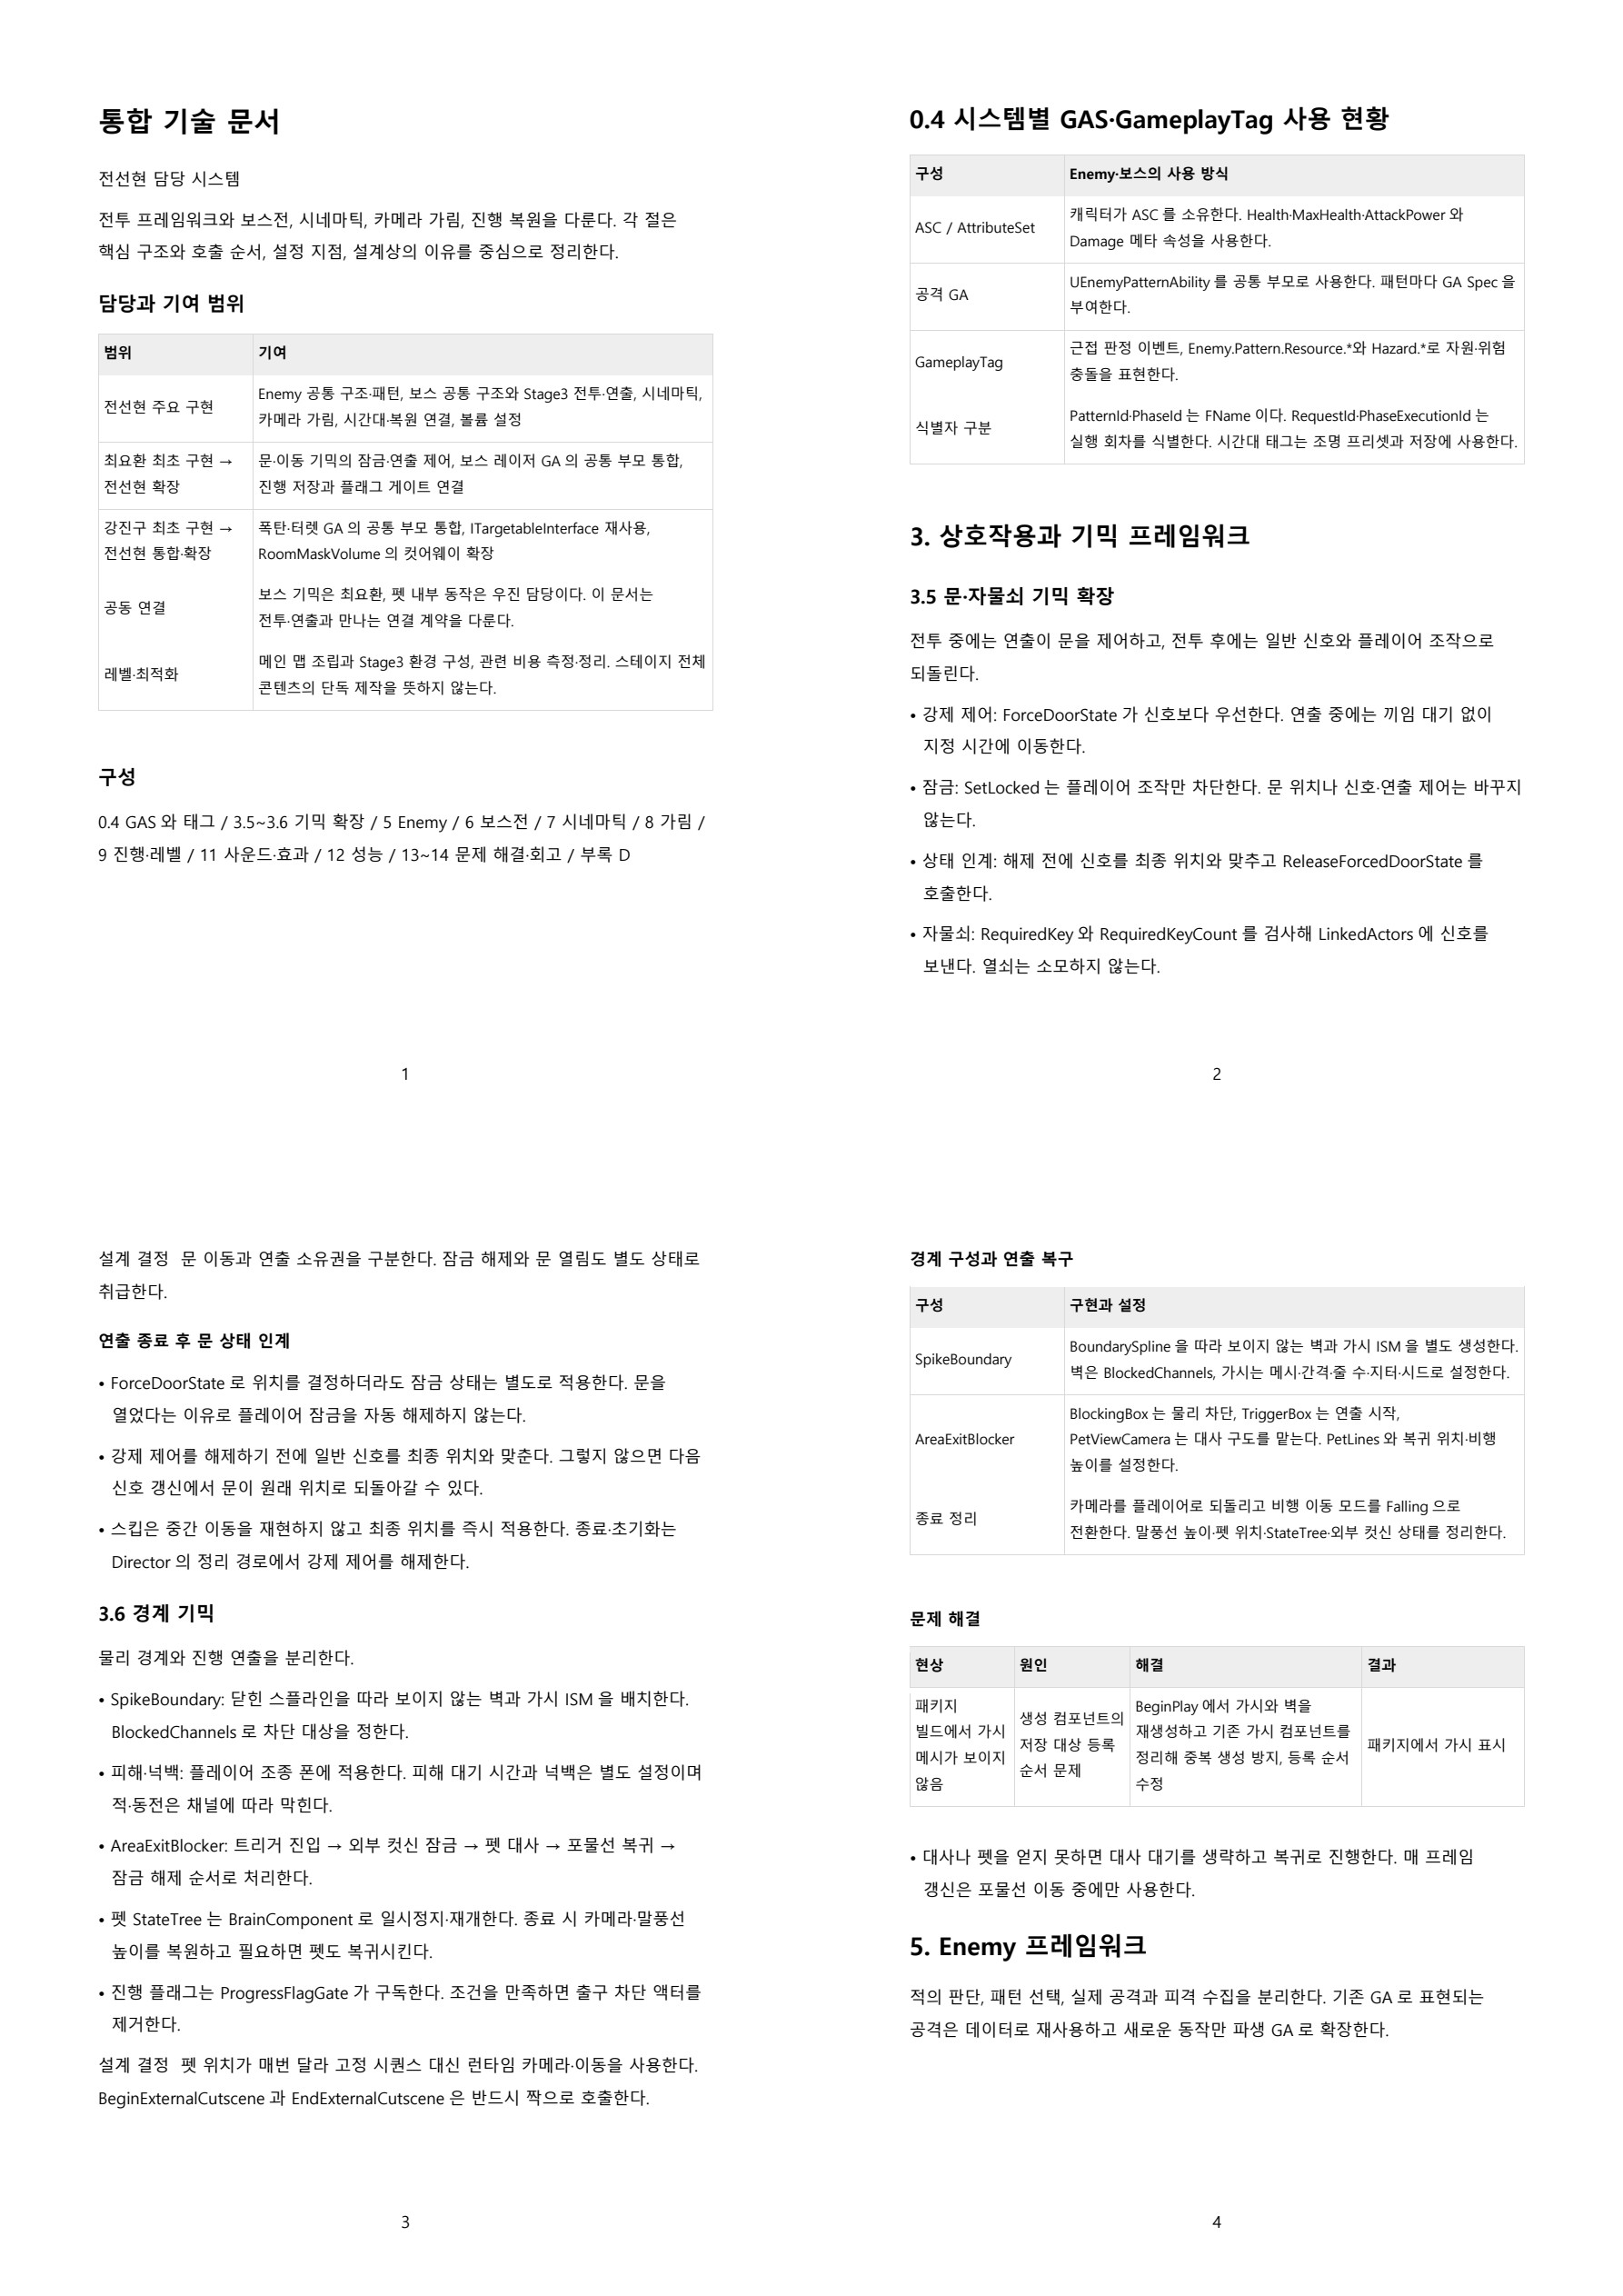 통합 기술 문서
전선현 담당 시스템
전투 프레임워크와 보스전, 시네마틱, 카메라 가림, 진행 복원을 다룬다. 각 절은
핵심 구조와 호출 순서, 설정 지점, 설계상의 이유를 중심으로 정리한다.
담당과 기여 범위
범위 기여
전선현 주요 구현
Enemy 공통 구조·패턴, 보스 공통 구조와 Stage3 전투·연출, 시네마틱,
카메라 가림, 시간대·복원 연결, 볼륨 설정
최요환 최초 구현 →
전선현 확장
문·이동 기믹의 잠금·연출 제어, 보스 레이저 GA 의 공통 부모 통합,
진행 저장과 플래그 게이트 연결
강진구 최초 구현 →
전선현 통합·확장
폭탄·터렛 GA 의 공통 부모 통합, ITargetableInterface 재사용,
RoomMaskVolume 의 컷어웨이 확장
공동 연결
보스 기믹은 최요환, 펫 내부 동작은 우진 담당이다. 이 문서는
전투·연출과 만나는 연결 계약을 다룬다.
레벨·최적화
메인 맵 조립과 Stage3 환경 구성, 관련 비용 측정·정리. 스테이지 전체
콘텐츠의 단독 제작을 뜻하지 않는다.
구성
0.4 GAS 와 태그 / 3.5~3.6 기믹 확장 / 5 Enemy / 6 보스전 / 7 시네마틱 / 8 가림 /
9 진행·레벨 / 11 사운드·효과 / 12 성능 / 13~14 문제 해결·회고 / 부록 D
1
0.4 시스템별 GAS·GameplayTag 사용 현황
구성 Enemy·보스의 사용 방식
ASC / AttributeSet
캐릭터가 ASC 를 소유한다. Health·MaxHealth·AttackPower 와
Damage 메타 속성을 사용한다.
공격 GA
UEnemyPatternAbility 를 공통 부모로 사용한다. 패턴마다 GA Spec 을
부여한다.
GameplayTag
근접 판정 이벤트, Enemy.Pattern.Resource.*와 Hazard.*로 자원·위험
충돌을 표현한다.
식별자 구분
PatternId·PhaseId 는 FName 이다. RequestId·PhaseExecutionId 는
실행 회차를 식별한다. 시간대 태그는 조명 프리셋과 저장에 사용한다.
3. 상호작용과 기믹 프레임워크
3.5 문·자물쇠 기믹 확장
전투 중에는 연출이 문을 제어하고, 전투 후에는 일반 신호와 플레이어 조작으로
되돌린다.
• 강제 제어: ForceDoorState 가 신호보다 우선한다. 연출 중에는 끼임 대기 없이
지정 시간에 이동한다.
• 잠금: SetLocked 는 플레이어 조작만 차단한다. 문 위치나 신호·연출 제어는 바꾸지
않는다.
• 상태 인계: 해제 전에 신호를 최종 위치와 맞추고 ReleaseForcedDoorState 를
호출한다.
• 자물쇠: RequiredKey 와 RequiredKeyCount 를 검사해 LinkedActors 에 신호를
보낸다. 열쇠는 소모하지 않는다.
2
설계 결정 문 이동과 연출 소유권을 구분한다. 잠금 해제와 문 열림도 별도 상태로
취급한다.
연출 종료 후 문 상태 인계
• ForceDoorState 로 위치를 결정하더라도 잠금 상태는 별도로 적용한다. 문을
열었다는 이유로 플레이어 잠금을 자동 해제하지 않는다.
• 강제 제어를 해제하기 전에 일반 신호를 최종 위치와 맞춘다. 그렇지 않으면 다음
신호 갱신에서 문이 원래 위치로 되돌아갈 수 있다.
• 스킵은 중간 이동을 재현하지 않고 최종 위치를 즉시 적용한다. 종료·초기화는
Director 의 정리 경로에서 강제 제어를 해제한다.
3.6 경계 기믹
물리 경계와 진행 연출을 분리한다.
• SpikeBoundary: 닫힌 스플라인을 따라 보이지 않는 벽과 가시 ISM 을 배치한다.
BlockedChannels 로 차단 대상을 정한다.
• 피해·넉백: 플레이어 조종 폰에 적용한다. 피해 대기 시간과 넉백은 별도 설정이며
적·동전은 채널에 따라 막힌다.
• AreaExitBlocker: 트리거 진입 → 외부 컷신 잠금 → 펫 대사 → 포물선 복귀 →
잠금 해제 순서로 처리한다.
• 펫 StateTree 는 BrainComponent 로 일시정지·재개한다. 종료 시 카메라·말풍선
높이를 복원하고 필요하면 펫도 복귀시킨다.
• 진행 플래그는 ProgressFlagGate 가 구독한다. 조건을 만족하면 출구 차단 액터를
제거한다.
설계 결정 펫 위치가 매번 달라 고정 시퀀스 대신 런타임 카메라·이동을 사용한다.
BeginExternalCutscene 과 EndExternalCutscene 은 반드시 짝으로 호출한다.
3
경계 구성과 연출 복구
구성 구현과 설정
SpikeBoundary
BoundarySpline 을 따라 보이지 않는 벽과 가시 ISM 을 별도 생성한다.
벽은 BlockedChannels, 가시는 메시·간격·줄 수·지터·시드로 설정한다.
AreaExitBlocker
BlockingBox 는 물리 차단, TriggerBox 는 연출 시작,
PetViewCamera 는 대사 구도를 맡는다. PetLines 와 복귀 위치·비행
높이를 설정한다.
종료 정리
카메라를 플레이어로 되돌리고 비행 이동 모드를 Falling 으로
전환한다. 말풍선 높이·펫 위치·StateTree·외부 컷신 상태를 정리한다.
문제 해결
현상 원인 해결 결과
패키지
빌드에서 가시
메시가 보이지
않음
생성 컴포넌트의
저장 대상 등록
순서 문제
BeginPlay 에서 가시와 벽을
재생성하고 기존 가시 컴포넌트를
정리해 중복 생성 방지, 등록 순서
수정
패키지에서 가시 표시
• 대사나 펫을 얻지 못하면 대사 대기를 생략하고 복귀로 진행한다. 매 프레임
갱신은 포물선 이동 중에만 사용한다.
5. Enemy 프레임워크
적의 판단, 패턴 선택, 실제 공격과 피격 수집을 분리한다. 기존 GA 로 표현되는
공격은 데이터로 재사용하고 새로운 동작만 파생 GA 로 확장한다.
4